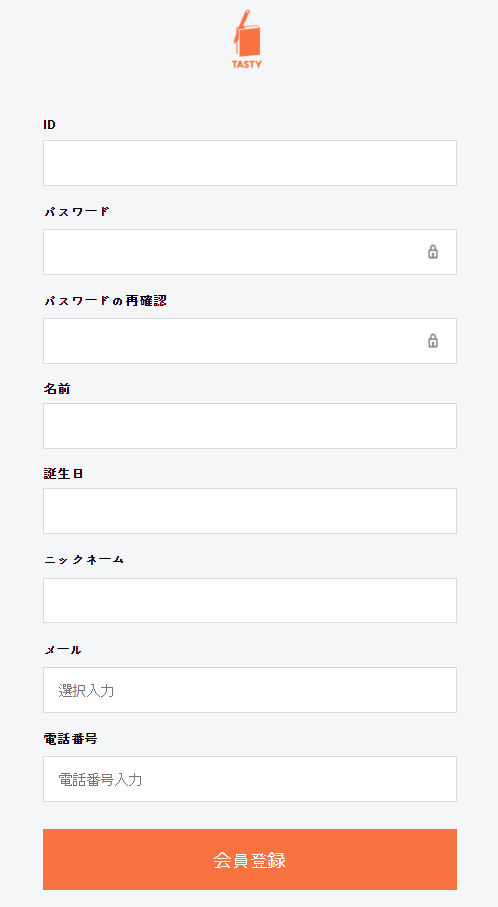 TASTY
ID
パスワード
パスワードの再確認
名前
誕生日
ニックネーム
メール
選択入力
電話番号
電話番号入力
会員登録